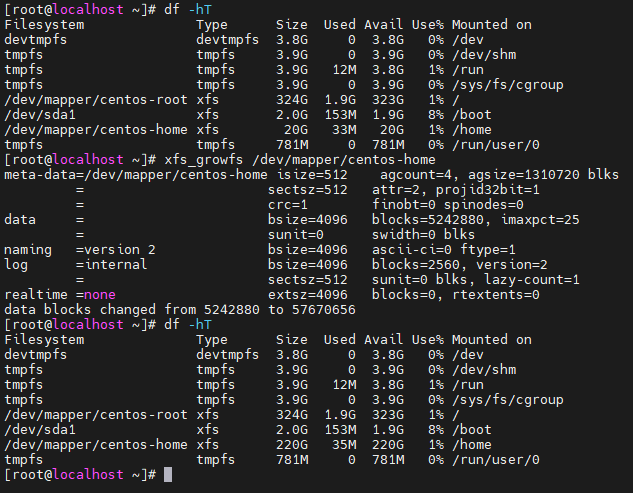 [root@localhost ~]# df -hT
Filesystem              Type      Size  Used Avail Use% Mounted on
devtmpfs                devtmpfs  3.8G     0  3.8G   0% /dev
tmpfs                   tmpfs     3.9G     0  3.9G   0% /dev/shm
tmpfs                   tmpfs     3.9G   12M  3.8G   1% /run
tmpfs                   tmpfs     3.9G     0  3.9G   0% /sys/fs/cgroup
/dev/mapper/centos-root xfs       324G  1.9G  323G   1% /
/dev/sda1               xfs       2.0G  153M  1.9G   8% /boot
/dev/mapper/centos-home xfs        20G   33M   20G   1% /home
tmpfs                   tmpfs     781M     0  781M   0% /run/user/0
[root@localhost ~]# xfs_growfs /dev/mapper/centos-home
meta-data=/dev/mapper/centos-home isize=512    agcount=4, agsize=1310720 blks
         =                       sectsz=512   attr=2, projid32bit=1
         =                       crc=1        finobt=0 spinodes=0
data     =                       bsize=4096   blocks=5242880, imaxpct=25
         =                       sunit=0      swidth=0 blks
naming   =version 2              bsize=4096   ascii-ci=0 ftype=1
log      =internal               bsize=4096   blocks=2560, version=2
         =                       sectsz=512   sunit=0 blks, lazy-count=1
realtime =none                   extsz=4096   blocks=0, rtextents=0
data blocks changed from 5242880 to 57670656
[root@localhost ~]# df -hT
Filesystem              Type      Size  Used Avail Use% Mounted on
devtmpfs                devtmpfs  3.8G     0  3.8G   0% /dev
tmpfs                   tmpfs     3.9G     0  3.9G   0% /dev/shm
tmpfs                   tmpfs     3.9G   12M  3.8G   1% /run
tmpfs                   tmpfs     3.9G     0  3.9G   0% /sys/fs/cgroup
/dev/mapper/centos-root xfs       324G  1.9G  323G   1% /
/dev/sda1               xfs       2.0G  153M  1.9G   8% /boot
/dev/mapper/centos-home xfs       220G   35M  220G   1% /home
tmpfs                   tmpfs     781M     0  781M   0% /run/user/0
[root@localhost ~]#